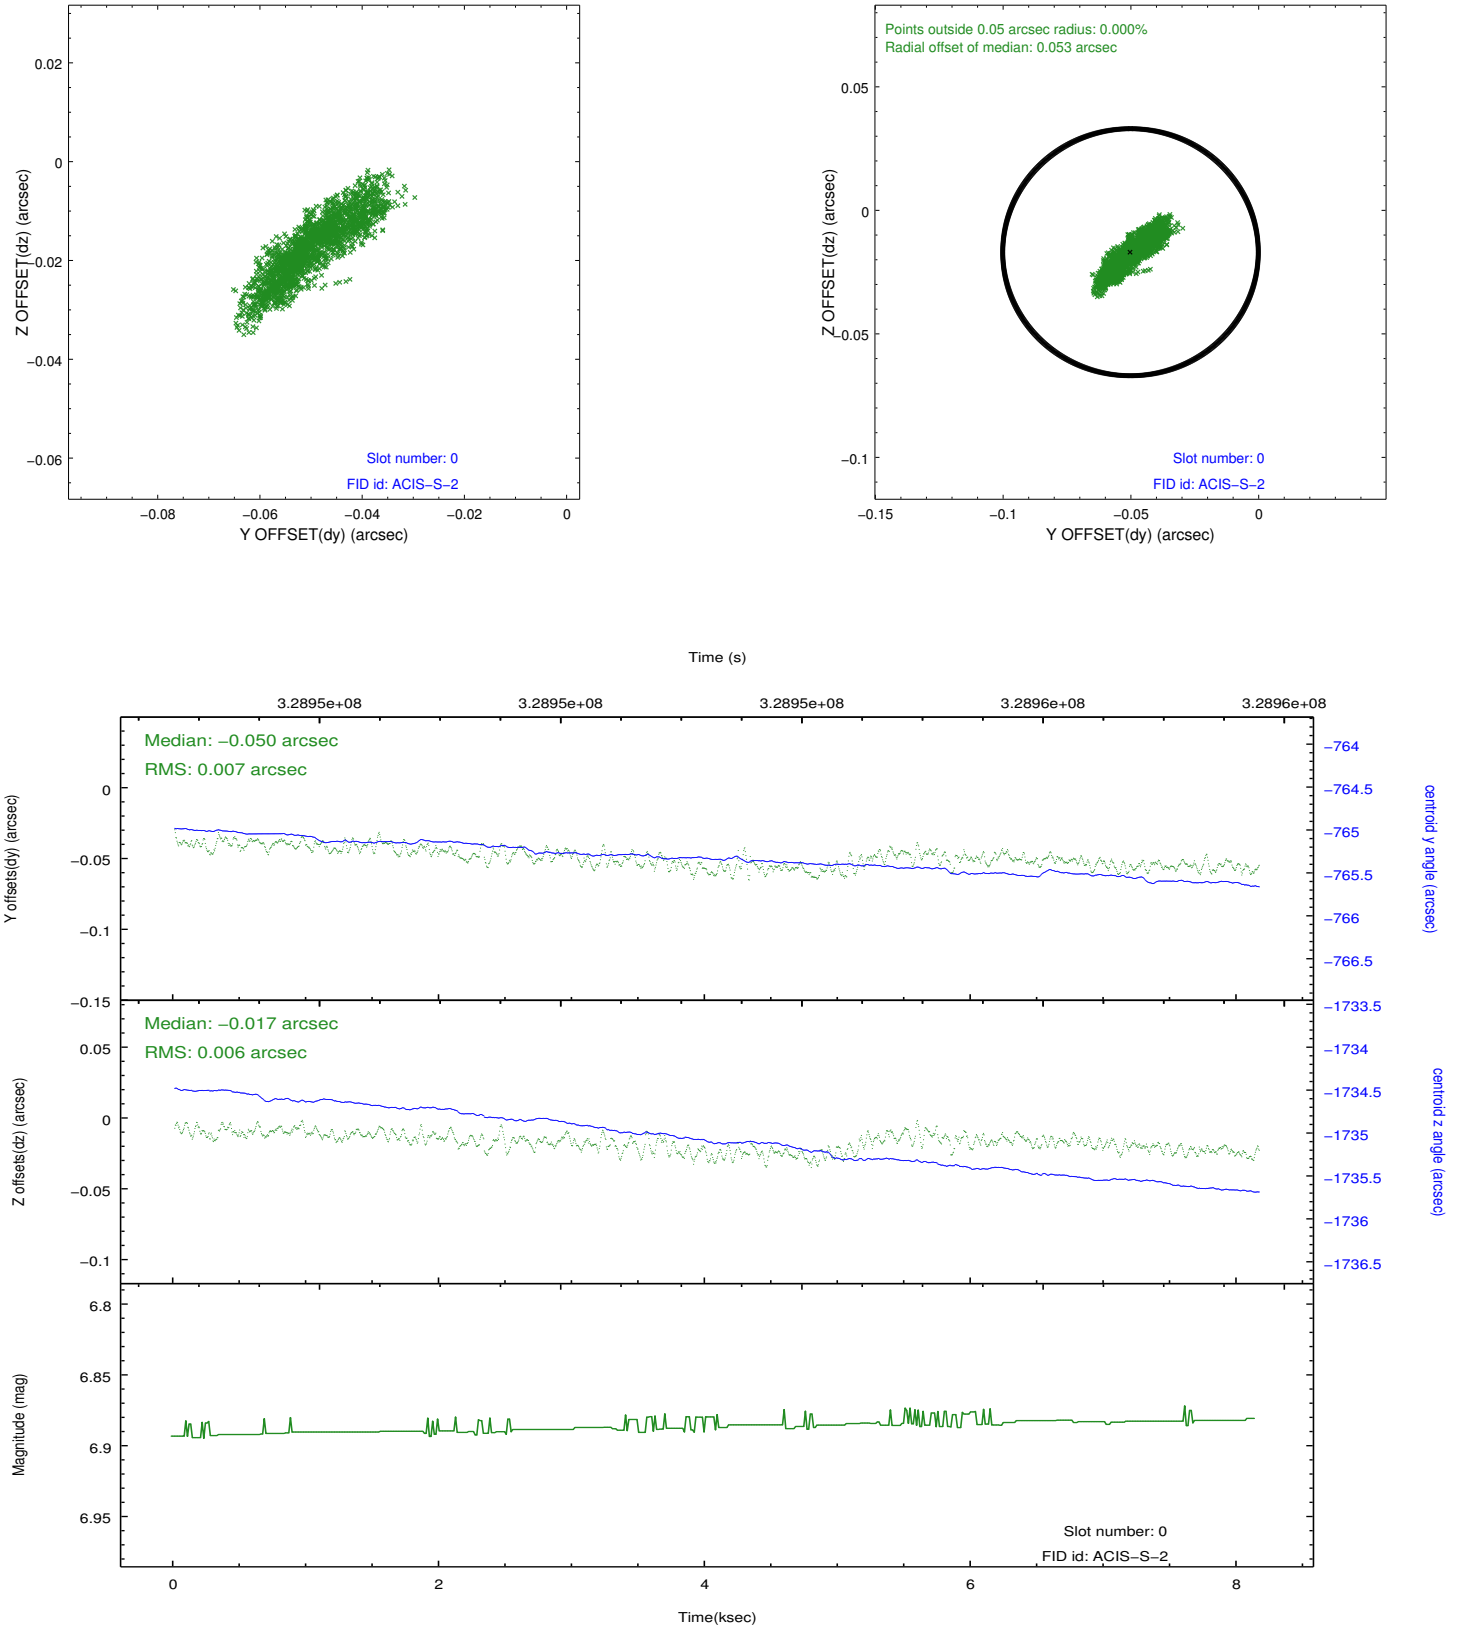 0.02
0
−0.02
−0.04
−0.06
Z OFFSET(dz) (arcsec)
Slot number: 0
FID id: ACIS−S−2
−0.08
−0.06
−0.04
−0.02
0
Y OFFSET(dy) (arcsec)
Points outside 0.05 arcsec radius: 0.000%
Radial offset of median: 0.053 arcsec
0.05
0
−0.05
−0.1
Z OFFSET(dz) (arcsec)
Slot number: 0
FID id: ACIS−S−2
−0.15
−0.1
−0.05
0
Y OFFSET(dy) (arcsec)
Time (s)
3.2895e+08
3.2895e+08
3.2895e+08
3.2896e+08
3.2896e+08
Median: −0.050 arcsec
RMS: 0.007 arcsec
0
−0.05
−0.1
−0.15
Y offsets(dy) (arcsec)
−764
−764.5
−765
−765.5
−766
−766.5
centroid y angle (arcsec)
Median: −0.017 arcsec
RMS: 0.006 arcsec
0.05
0
−0.05
−0.1
Z offsets(dz) (arcsec)
−1733.5
−1734
−1734.5
−1735
−1735.5
−1736
−1736.5
centroid z angle (arcsec)
6.8
6.85
6.9
6.95
Magnitude (mag)
Slot number: 0
FID id: ACIS−S−2
0
2
4
6
8
Time(ksec)